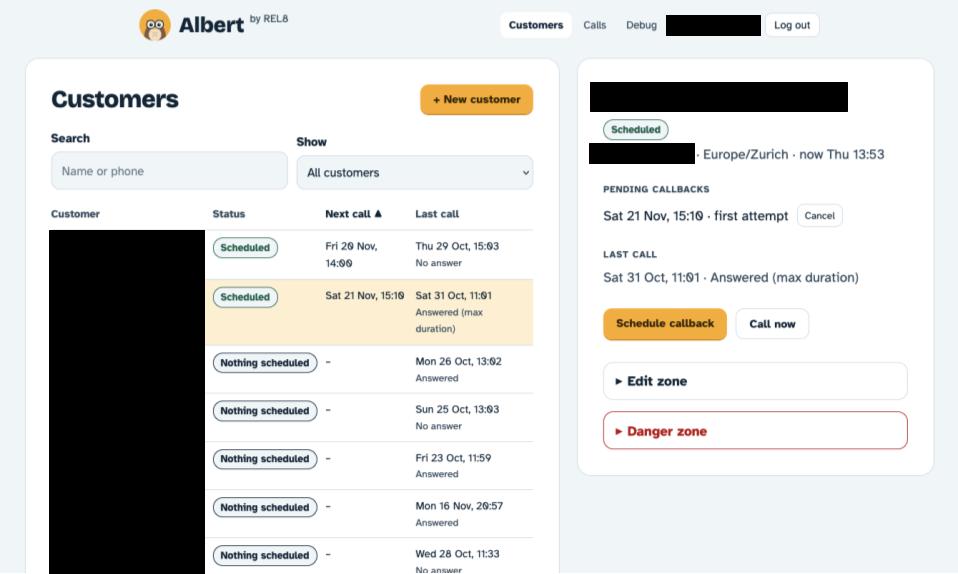 Albert by REL8
Customers Calls Debug Log out
Customers
+ New customer
Search
Show
Name or phone
All customers
Customer Status Next call ▲ Last call
Scheduled Fri 20 Nov, 14:00 Thu 29 Oct, 15:03
No answer
Scheduled Sat 21 Nov, 15:10 Sat 31 Oct, 11:01
Answered (max duration)
Nothing scheduled – Mon 26 Oct, 13:02
Answered
Nothing scheduled – Sun 25 Oct, 13:03
No answer
Nothing scheduled – Fri 23 Oct, 11:59
Answered
Nothing scheduled – Mon 16 Nov, 20:57
Answered
Nothing scheduled – Wed 28 Oct, 11:33
No answer
Scheduled
· Europe/Zurich · now Thu 13:53
PENDING CALLBACKS
Sat 21 Nov, 15:10 · first attempt Cancel
LAST CALL
Sat 31 Oct, 11:01 · Answered (max duration)
Schedule callback Call now
▸ Edit zone
▸ Danger zone